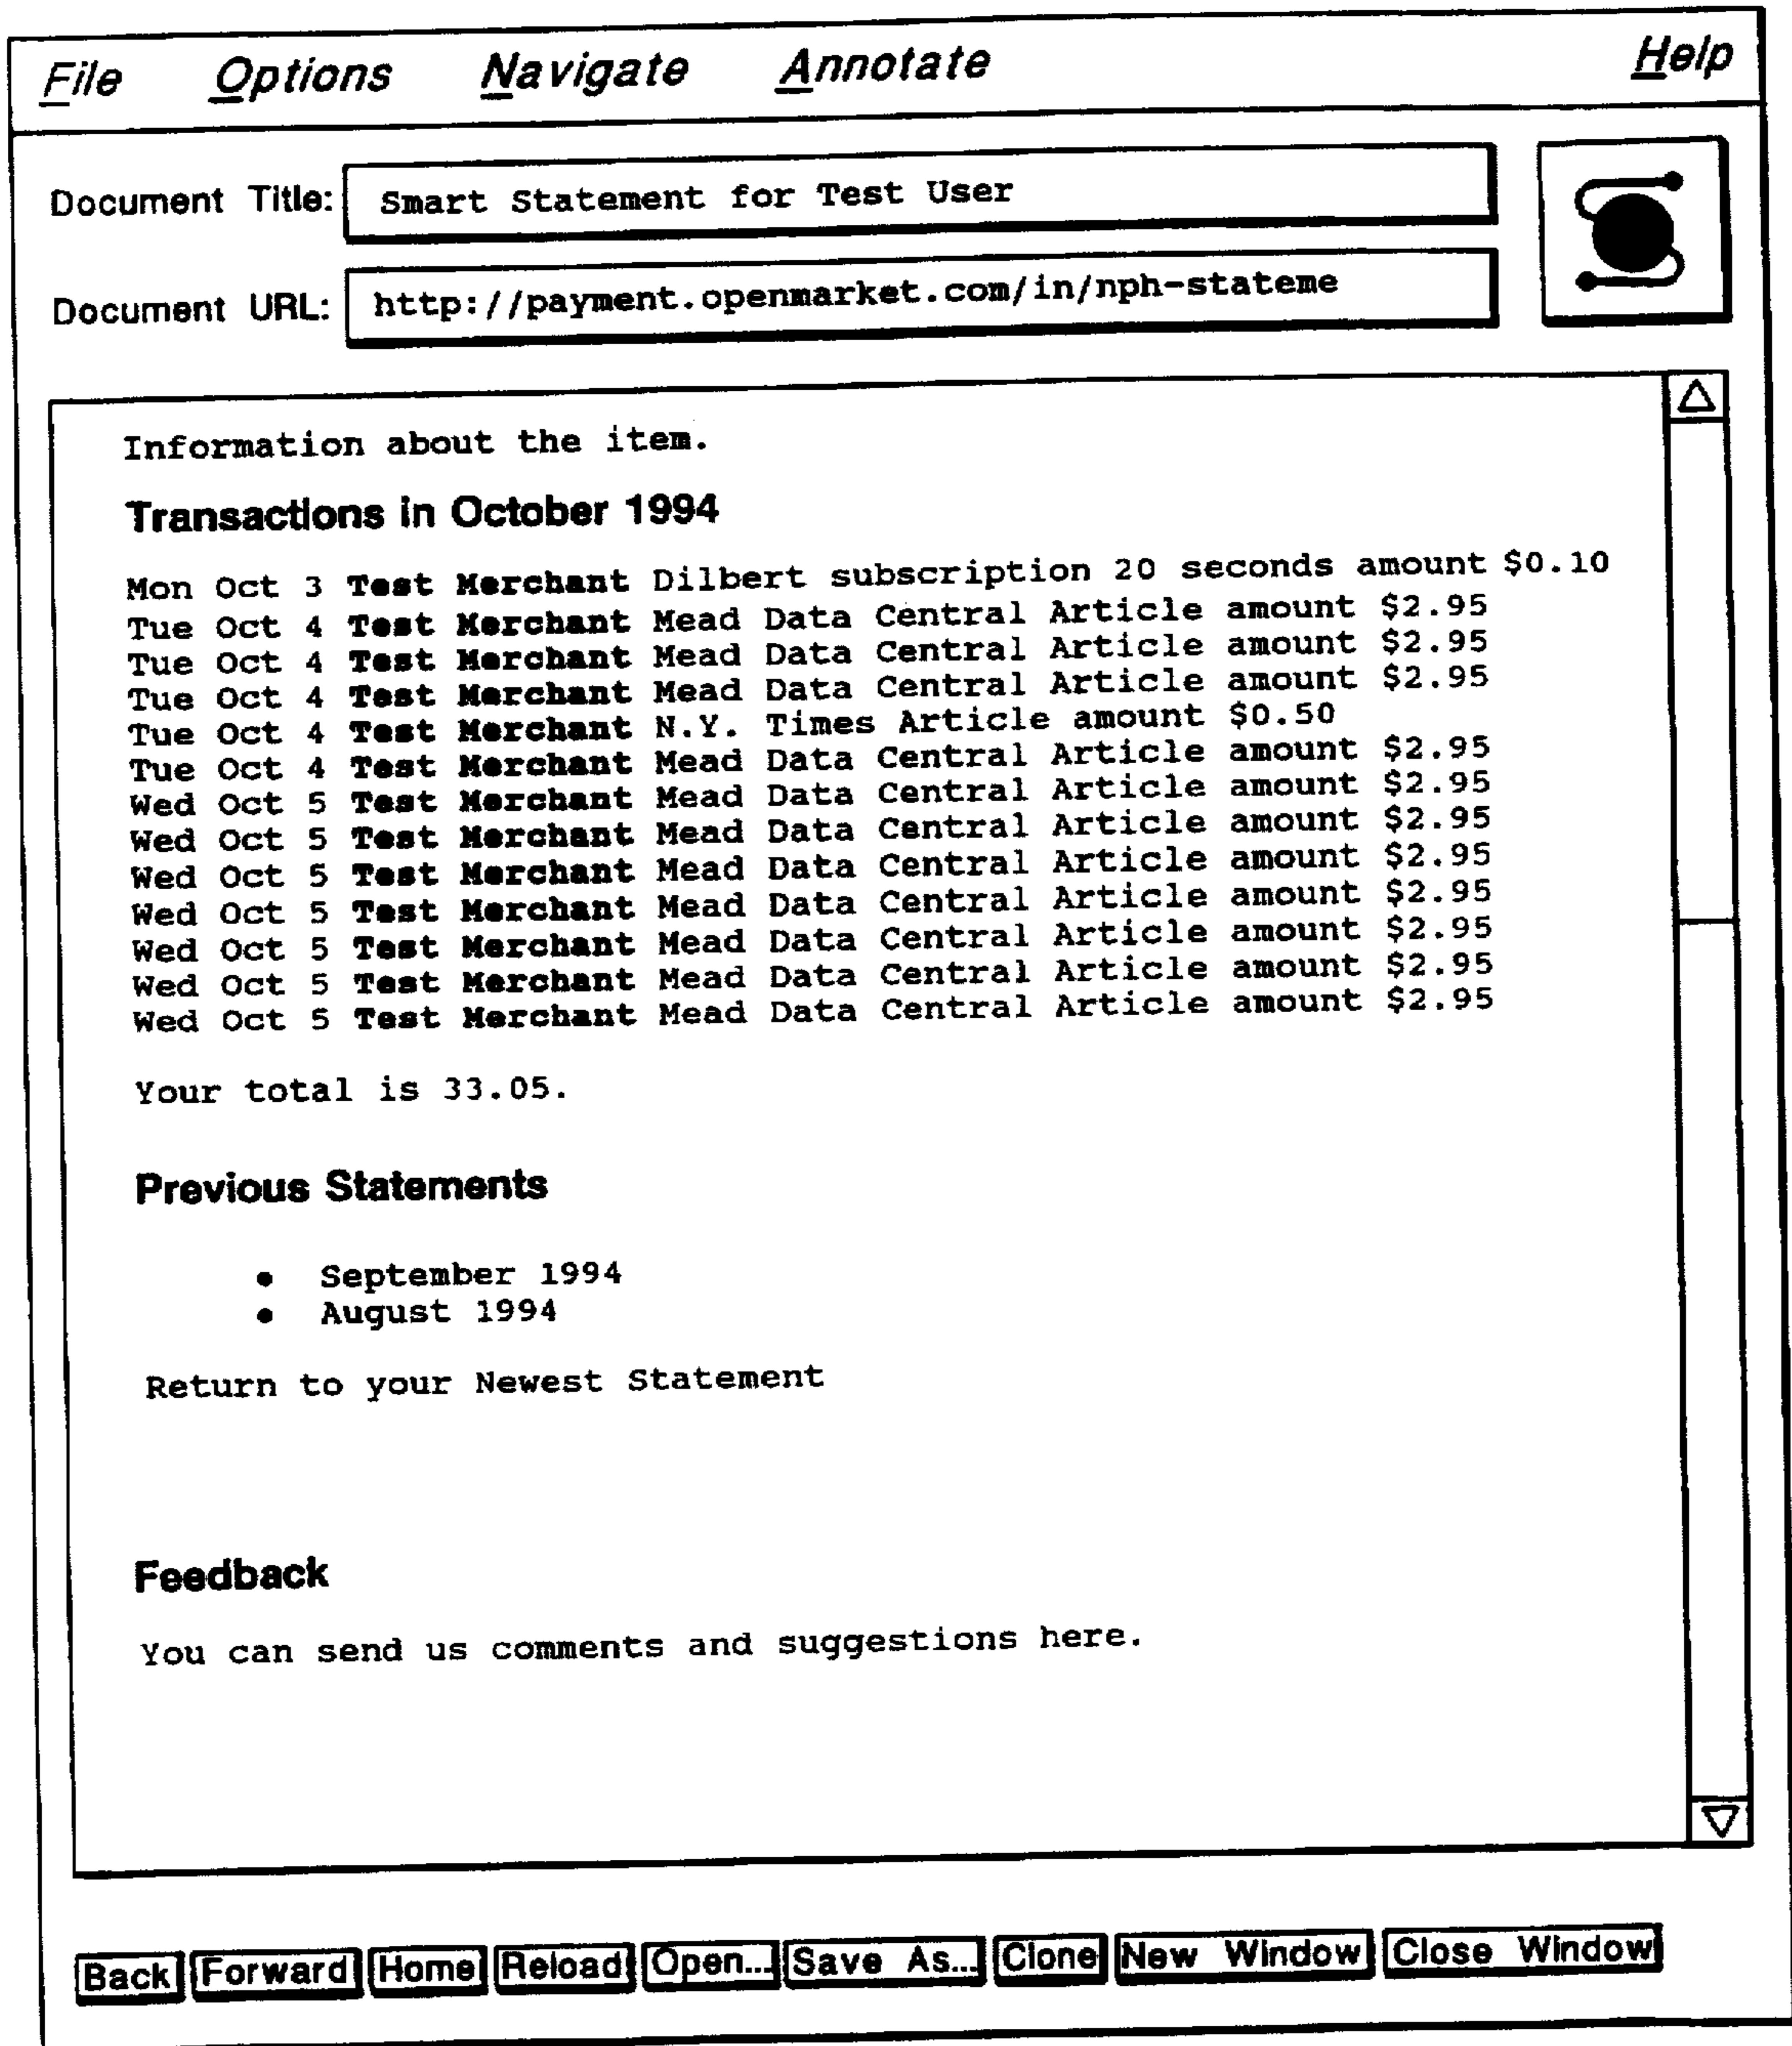 File Options Navigate Annotate Help
Document Title: Smart Statement for Test User
Document URL: http://payment.openmarket.com/in/nph-stateme
Information about the item.
Transactions in October 1994
Mon Oct 3 Test Merchant Dilbert subscription 20 seconds amount $0.10
Tue Oct 4 Test Merchant Mead Data Central Article amount $2.95
Tue Oct 4 Test Merchant Mead Data Central Article amount $2.95
Tue Oct 4 Test Merchant Mead Data Central Article amount $2.95
Tue Oct 4 Test Merchant N.Y. Times Article amount $0.50
Tue Oct 4 Test Merchant Mead Data Central Article amount $2.95
Wed Oct 5 Test Merchant Mead Data Central Article amount $2.95
Wed Oct 5 Test Merchant Mead Data Central Article amount $2.95
Wed Oct 5 Test Merchant Mead Data Central Article amount $2.95
Wed Oct 5 Test Merchant Mead Data Central Article amount $2.95
Wed Oct 5 Test Merchant Mead Data Central Article amount $2.95
Wed Oct 5 Test Merchant Mead Data Central Article amount $2.95
Wed Oct 5 Test Merchant Mead Data Central Article amount $2.95
Your total is 33.05.
Previous Statements
• September 1994
• August 1994
Return to your Newest Statement
Feedback
You can send us comments and suggestions here.
Back Forward Home Reload Open... Save As... Clone New Window Close Window